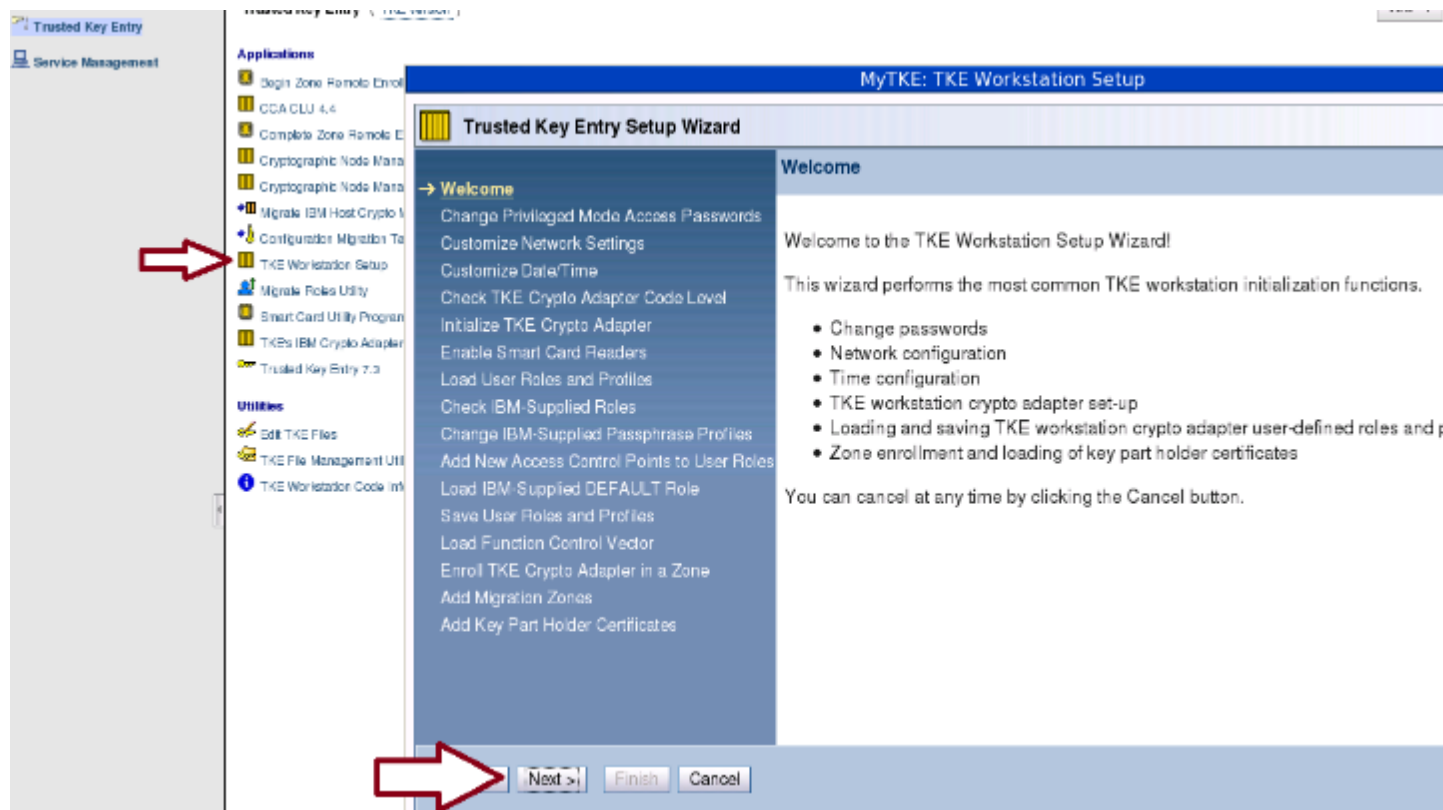 Trusted Key Entry
Trusted Key Entry
Service Management
Applications
Begin Zone Remote Enroll
CCA CLU 4.4
Complete Zone Remote E
Cryptographic Node Mana
Cryptographic Node Mana
Migrate IBM Host Crypto M
Configuration Migration Ta
TKE Workstation Setup
Migrate Roles Utility
Smart Card Utility Program
TKE's IBM Crypto Adapter
Trusted Key Entry 7.3
Utilities
Edit TKE Files
TKE File Management Util
TKE Workstation Code Info
MyTKE: TKE Workstation Setup
Trusted Key Entry Setup Wizard
→ Welcome
Change Privileged Mode Access Passwords
Customize Network Settings
Customize Date/Time
Check TKE Crypto Adapter Code Level
Initialize TKE Crypto Adapter
Enable Smart Card Readers
Load User Roles and Profiles
Check IBM-Supplied Roles
Change IBM-Supplied Passphrase Profiles
Add New Access Control Points to User Roles
Load IBM-Supplied DEFAULT Role
Save User Roles and Profiles
Load Function Control Vector
Enroll TKE Crypto Adapter in a Zone
Add Migration Zones
Add Key Part Holder Certificates
Welcome
Welcome to the TKE Workstation Setup Wizard!
This wizard performs the most common TKE workstation initialization functions.
• Change passwords
• Network configuration
• Time configuration
• TKE workstation crypto adapter set-up
• Loading and saving TKE workstation crypto adapter user-defined roles and p
• Zone enrollment and loading of key part holder certificates
You can cancel at any time by clicking the Cancel button.
Next > Finish Cancel